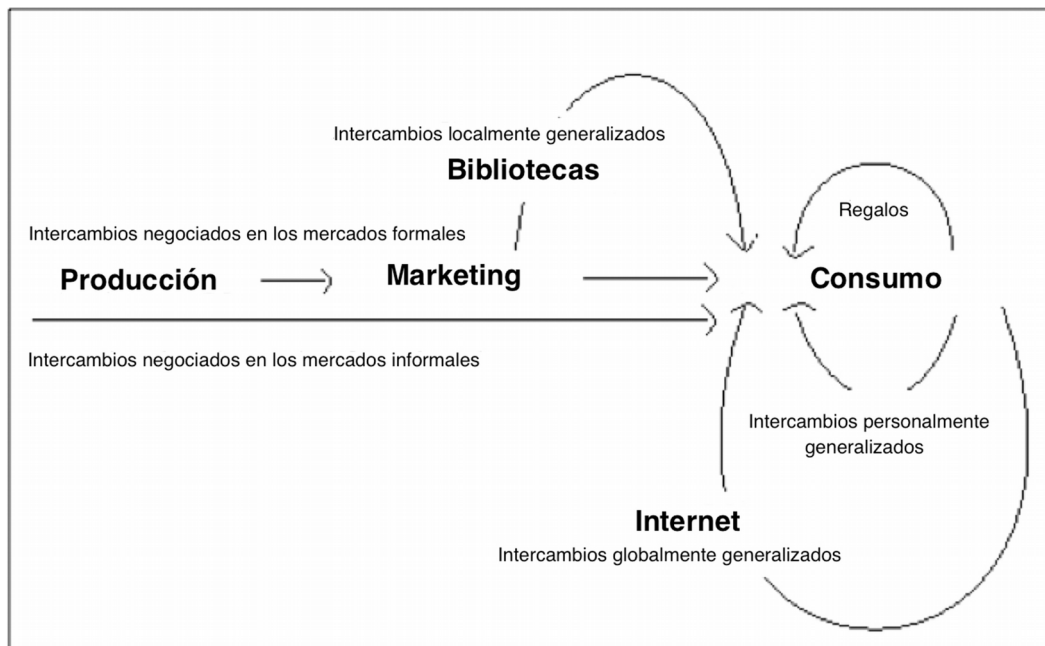 Intercambios localmente generalizados
Bibliotecas
Regalos
Intercambios negociados en los mercados formales
Producción
Marketing
Consumo
Intercambios negociados en los mercados informales
Intercambios personalmente
generalizados
Internet
Intercambios globalmente generalizados